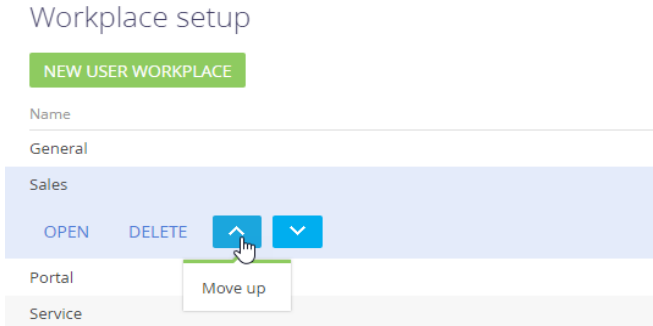 Workplace setup
NEW USER WORKPLACE
Name
General
Sales
OPEN DELETE
Portal
Move up
Service